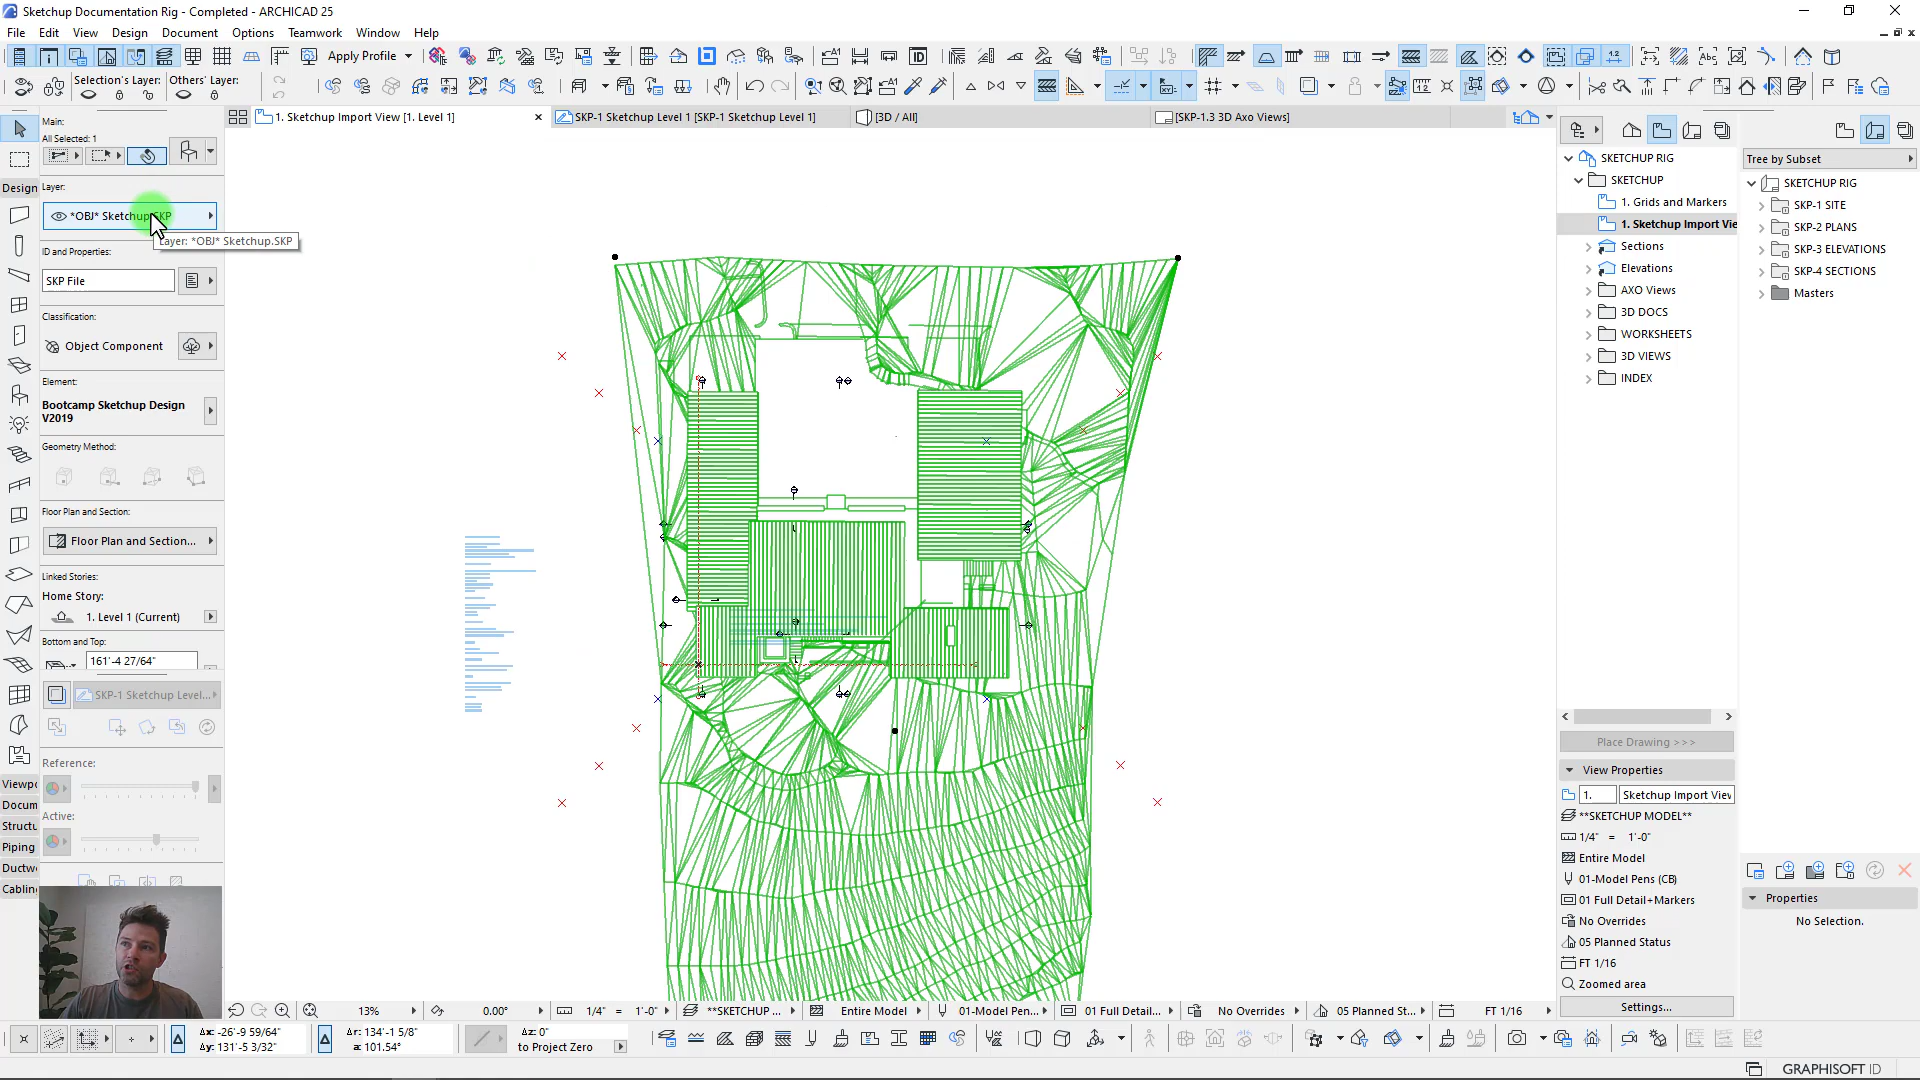 Sketchup Documentation Rig - Completed - ARCHICAD 25
File Edit View Design Document Options Teamwork Window Help
Apply Profile
Selection's Layer:
Others' Layer:
Main:
All Selected: 1
1. Sketchup Import View [1. Level 1]
SKP-1 Sketchup Level 1 [SKP-1 Sketchup Level 1]
[3D / All]
[SKP-1.3 3D Axo Views]
Design
Layer:
*OBJ* Sketchup.SKP
Layer: *OBJ* Sketchup.SKP
ID and Properties:
SKP File
Classification:
Object Component
Element:
Bootcamp Sketchup Design
V2019
Geometry Method:
Floor Plan and Section:
Floor Plan and Section...
Linked Stories:
Home Story:
1. Level 1 (Current)
Bottom and Top:
161'-4 27/64"
SKP-1 Sketchup Level...
Reference:
Active:
Viewpo
Docum
Structu
Piping
Ductwo
Cabling
SKETCHUP RIG
SKETCHUP
1. Grids and Markers
1. Sketchup Import Vie
Sections
Elevations
AXO Views
3D DOCS
WORKSHEETS
3D VIEWS
INDEX
Tree by Subset
SKETCHUP RIG
SKP-1 SITE
SKP-2 PLANS
SKP-3 ELEVATIONS
SKP-4 SECTIONS
Masters
Place Drawing >>>
View Properties
1. Sketchup Import View
**SKETCHUP MODEL**
1/4" = 1'-0"
Entire Model
01-Model Pens (CB)
01 Full Detail+Markers
No Overrides
05 Planned Status
FT 1/16
Zoomed area
Settings...
Properties
No Selection.
13%
0.00°
1/4" = 1'-0"
**SKETCHUP ...
Entire Model
01-Model Pen...
01 Full Detail...
No Overrides
05 Planned St...
FT 1/16
Δx: -26'-9 59/64"
Δy: 131'-5 3/32"
Δr: 134'-1 5/8"
a: 101.54°
Δz: 0"
to Project Zero
GRAPHISOFT ID